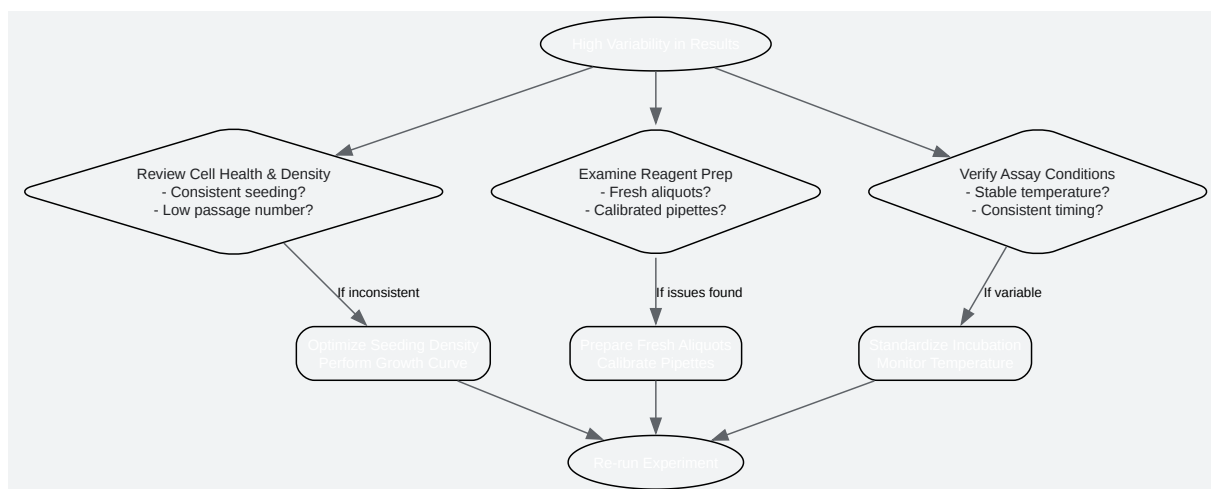 High Variability in Results
Review Cell Health & Density
- Consistent seeding?
- Low passage number?
Examine Reagent Prep
- Fresh aliquots?
- Calibrated pipettes?
Verify Assay Conditions
- Stable temperature?
- Consistent timing?
If inconsistent
If issues found
If variable
Optimize Seeding Density
Perform Growth Curve
Prepare Fresh Aliquots
Calibrate Pipettes
Standardize Incubation
Monitor Temperature
Re-run Experiment